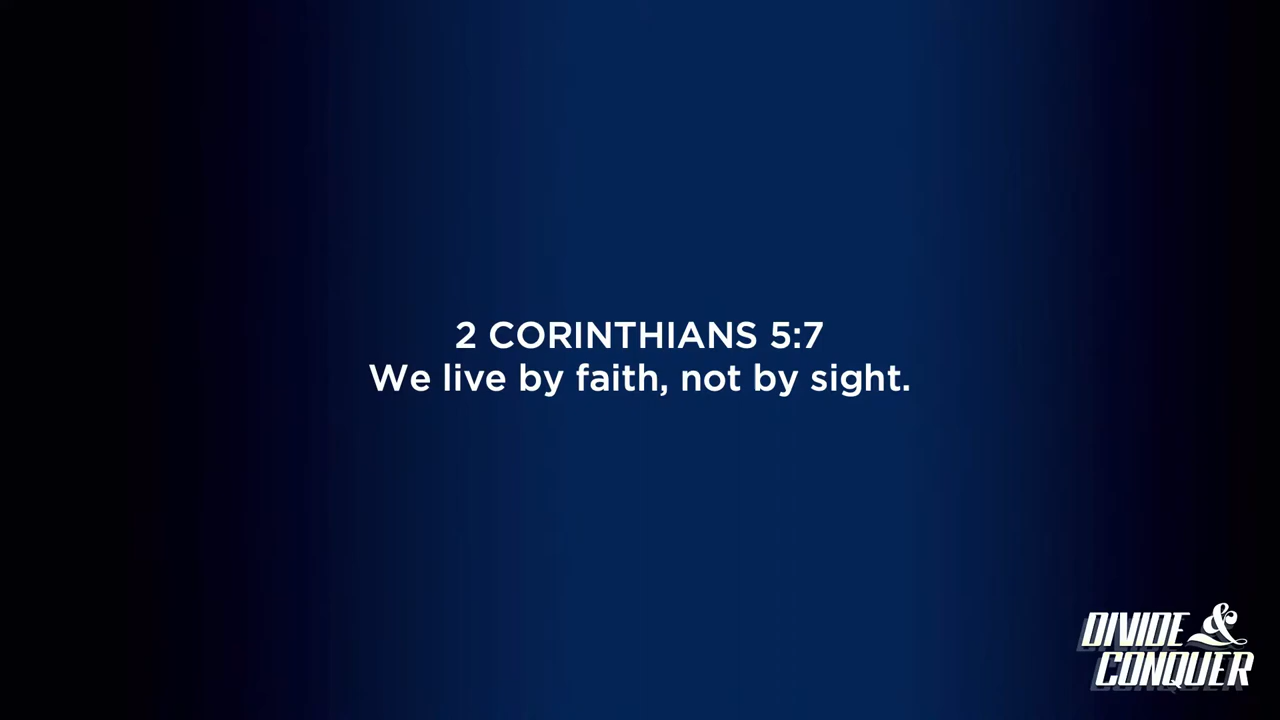 2 CORINTHIANS 5:7
We live by faith, not by sight.
DIVIDE &
CONQUER